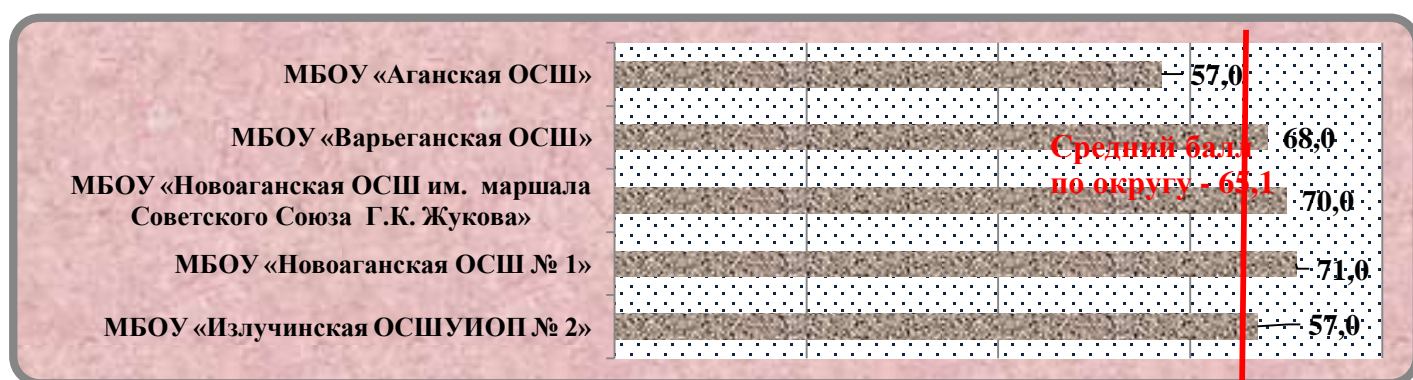 МБОУ «Аганская ОСШ»
57,0
МБОУ «Варьеганская ОСШ»
68,0
Средний балл
по округу - 65,1
МБОУ «Новоаганская ОСШ им. маршала
Советского Союза Г.К. Жукова»
70,0
МБОУ «Новоаганская ОСШ № 1»
71,0
МБОУ «Излучинская ОСШУИОП № 2»
57,0